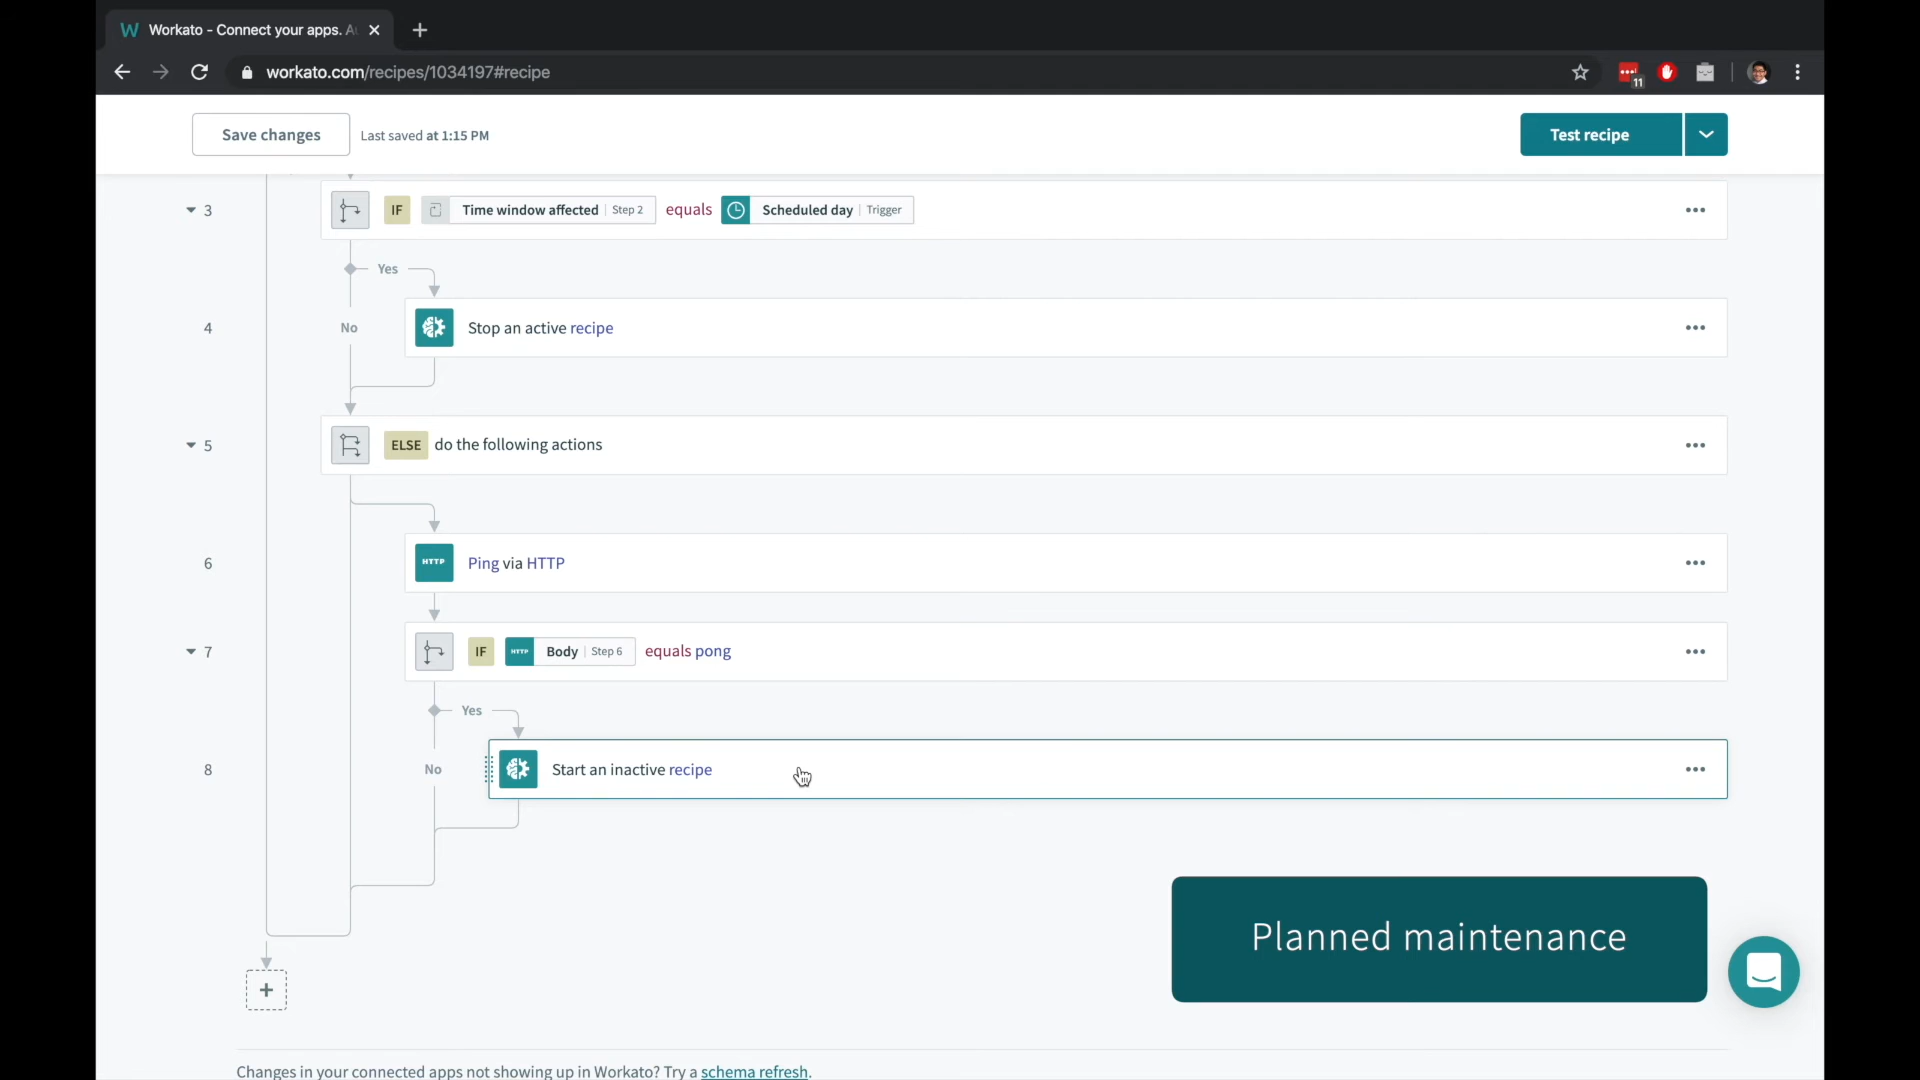 Workato - Connect your apps. A
workato.com/recipes/1034197#recipe
11
Save changes
Last saved at 1:15 PM
Test recipe
3
IF Time window affected Step 2 equals Scheduled day Trigger
Yes
4
No
Stop an active recipe
5
ELSE do the following actions
6
HTTP
Ping via HTTP
7
IF HTTP Body Step 6 equals pong
Yes
8
No
Start an inactive recipe
Planned maintenance
+
Changes in your connected apps not showing up in Workato? Try a schema refresh.